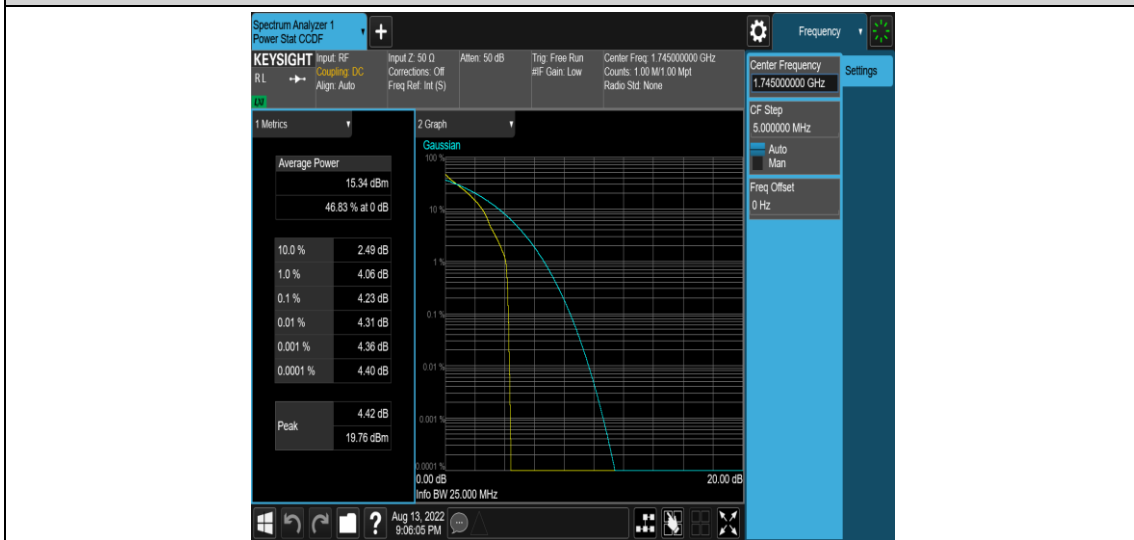 Spectrum Analyzer 1
Power Stat CCDF
+
Frequency
KEYSIGHT
RL
Input: RF
Coupling: DC
Align: Auto
Input Z: 50 Ω
Corrections: Off
Freq Ref: Int (S)
Atten: 50 dB
Trig: Free Run
#IF Gain: Low
Center Freq: 1.745000000 GHz
Counts: 1.00 M/1.00 Mpt
Radio Std: None
Center Frequency
1.745000000 GHz
Settings
CF Step
5.000000 MHz
Auto
Man
Freq Offset
0 Hz
1 Metrics
Average Power
15.34 dBm
46.83 % at 0 dB
10.0 % 2.49 dB
1.0 % 4.06 dB
0.1 % 4.23 dB
0.01 % 4.31 dB
0.001 % 4.36 dB
0.0001 % 4.40 dB
Peak
4.42 dB
19.76 dBm
2 Graph
Gaussian
100 %
10 %
1 %
0.1 %
0.01 %
0.001 %
0.0001 %
0.00 dB 20.00 dB
Info BW 25.000 MHz
?
Aug 13, 2022
9:06:05 PM